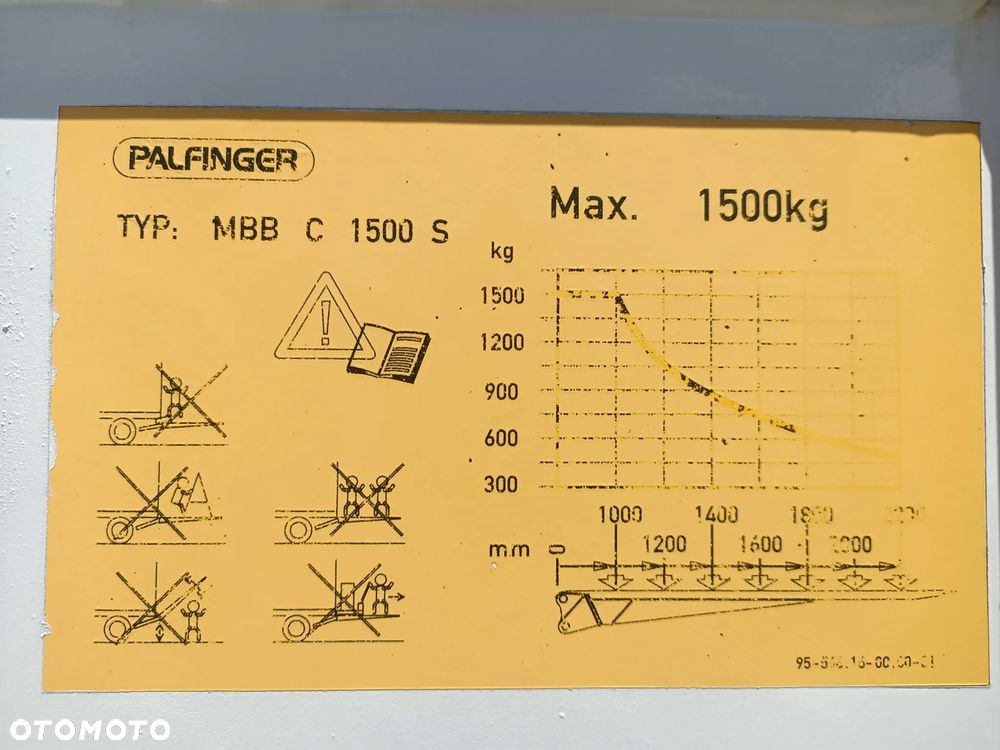 PALFINGER
TYP: MBB C 1500 S
Max. 1500kg
kg
1500
1200
900
600
300
1000 1400 1800
mm 0 1200 1600
OTOMOTO